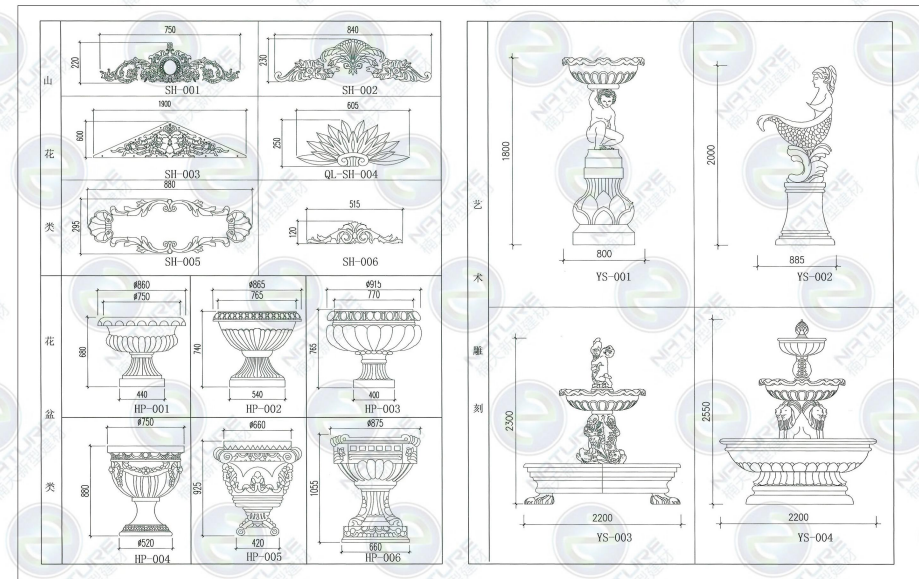 山花类
750
220
SH-001
840
230
SH-002
1900
600
SH-003
605
250
QL-SH-004
880
295
SH-005
515
120
SH-006
花盆类
ø860
ø750
660
440
HP-001
ø865
765
740
540
HP-002
ø915
770
765
400
HP-003
ø750
880
ø520
HP-004
ø660
925
420
HP-005
ø875
1055
660
HP-006
艺术雕刻
1800
800
YS-001
2000
885
YS-002
2300
2200
YS-003
2550
2200
YS-004
NATURE